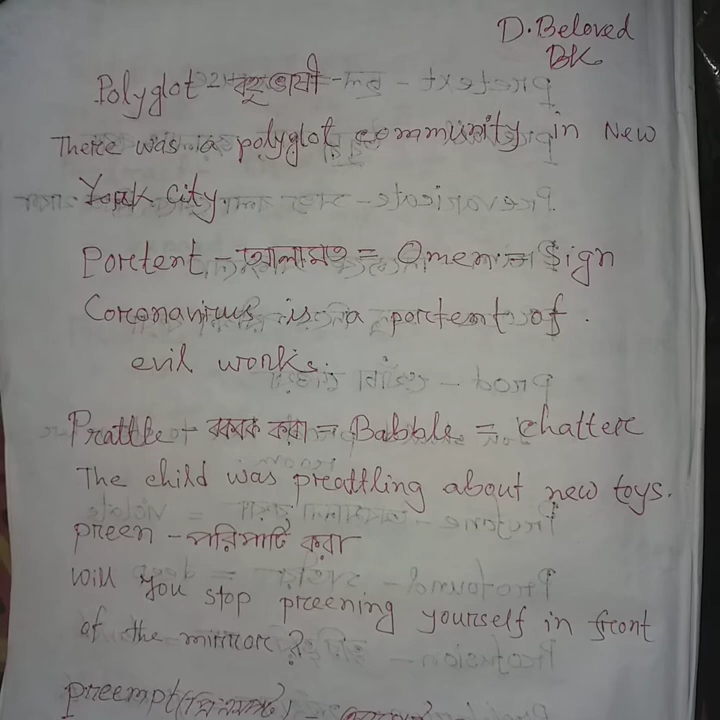 D. Beloved
BK
Polyglot - বহুভাষী
There was a polyglot community in New
York city.
Portent - আলামত = Omen = Sign
Coronavirus is a portent of
evil works.
Prattle - বকবক করা = Babble = chatter
The child was prattling about new toys.
preen - পরিপাটি করা
will you stop preening yourself in front
of the mirror?
preempt